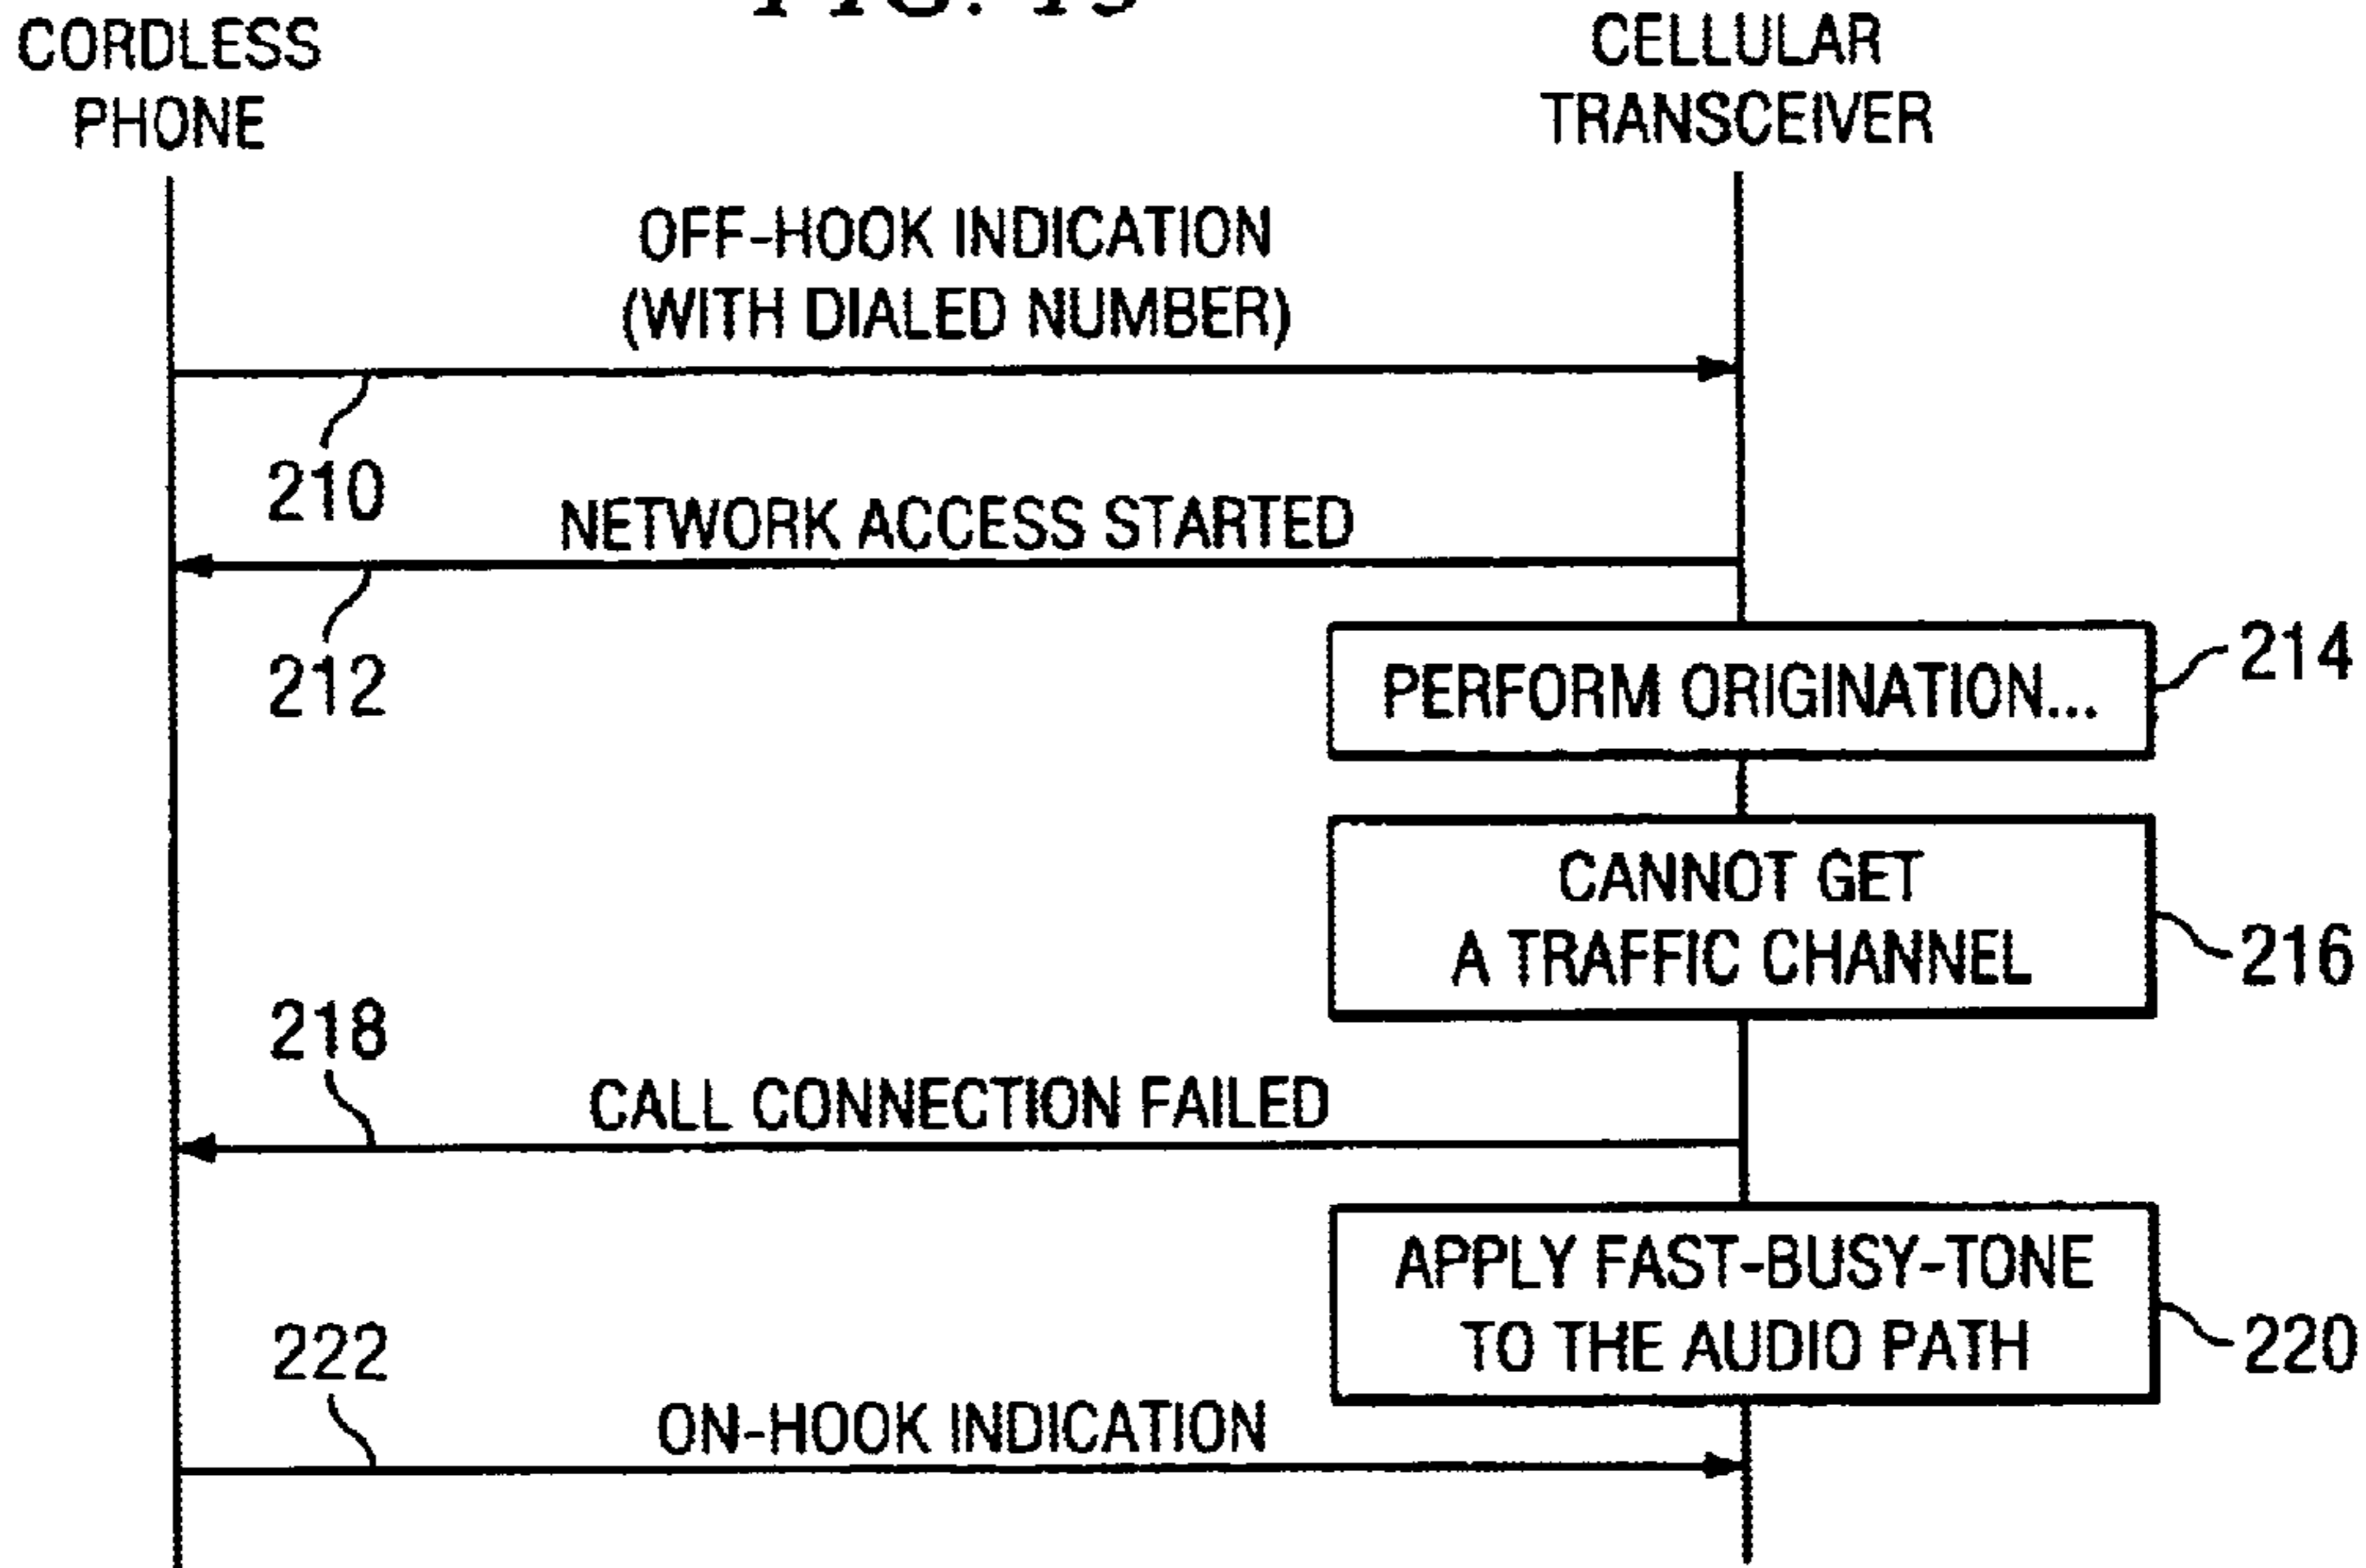 CORDLESS
PHONE
CELLULAR
TRANSCEIVER
OFF-HOOK INDICATION
(WITH DIALED NUMBER)
210
NETWORK ACCESS STARTED
212
PERFORM ORIGINATION...
214
CANNOT GET
A TRAFFIC CHANNEL
216
218
CALL CONNECTION FAILED
APPLY FAST-BUSY-TONE
TO THE AUDIO PATH
220
222
ON-HOOK INDICATION